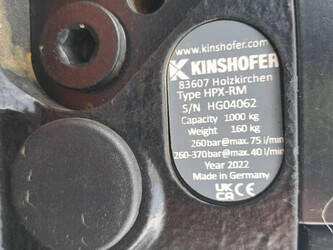 www.kinshofer.com
KINSHOFER
83607 Holzkirchen
Type HPX-RM
S/N HG04062
Capacity 1000 kg
Weight 160 kg
260bar@max.75 l/min
260-370bar@max.40 l/min
Year 2022
Made in Germany
UK CA CE